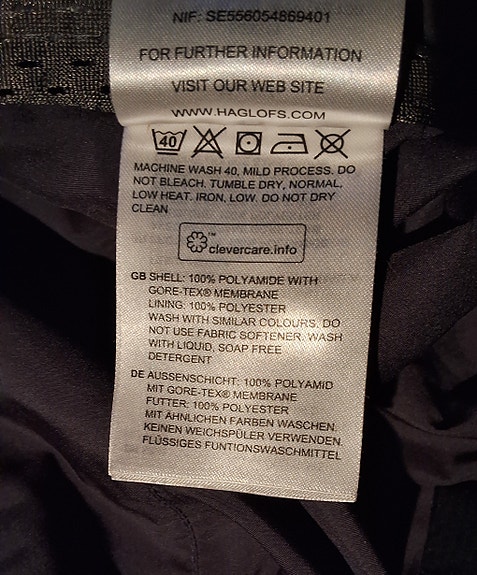 NIF: SE556054869401
FOR FURTHER INFORMATION
VISIT OUR WEB SITE
WWW.HAGLOFS.COM
40
MACHINE WASH 40, MILD PROCESS. DO
NOT BLEACH. TUMBLE DRY, NORMAL,
LOW HEAT. IRON, LOW. DO NOT DRY
CLEAN
™
clevercare.info
GB SHELL: 100% POLYAMIDE WITH
GORE-TEX® MEMBRANE
LINING: 100% POLYESTER
WASH WITH SIMILAR COLOURS. DO
NOT USE FABRIC SOFTENER. WASH
WITH LIQUID, SOAP FREE
DETERGENT
DE AUSSENSCHICHT: 100% POLYAMID
MIT GORE-TEX® MEMBRANE
FUTTER: 100% POLYESTER
MIT ÄHNLICHEN FARBEN WASCHEN.
KEINEN WEICHSPÜLER VERWENDEN.
FLÜSSIGES FUNTIONSWASCHMITTEL